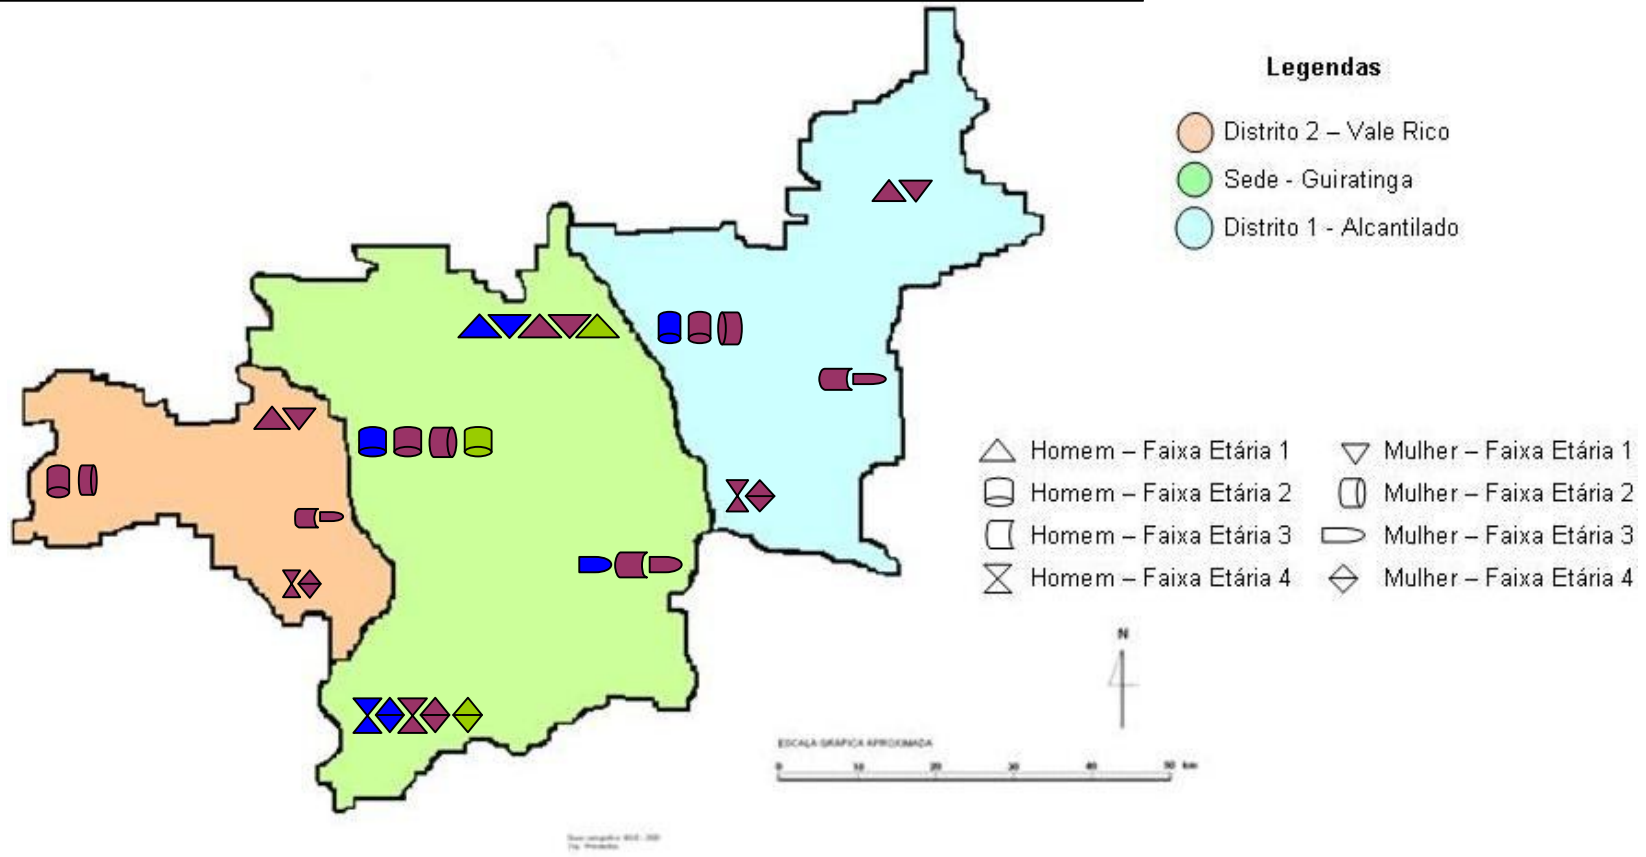 Legendas
Distrito 2 – Vale Rico
Sede - Guiratinga
Distrito 1 - Alcantilado
Homem – Faixa Etária 1
Mulher – Faixa Etária 1
Homem – Faixa Etária 2
Mulher – Faixa Etária 2
Homem – Faixa Etária 3
Mulher – Faixa Etária 3
Homem – Faixa Etária 4
Mulher – Faixa Etária 4
N
ESCALA GRÁFICA APROXIMADA
0 10 20 30 40 50 km